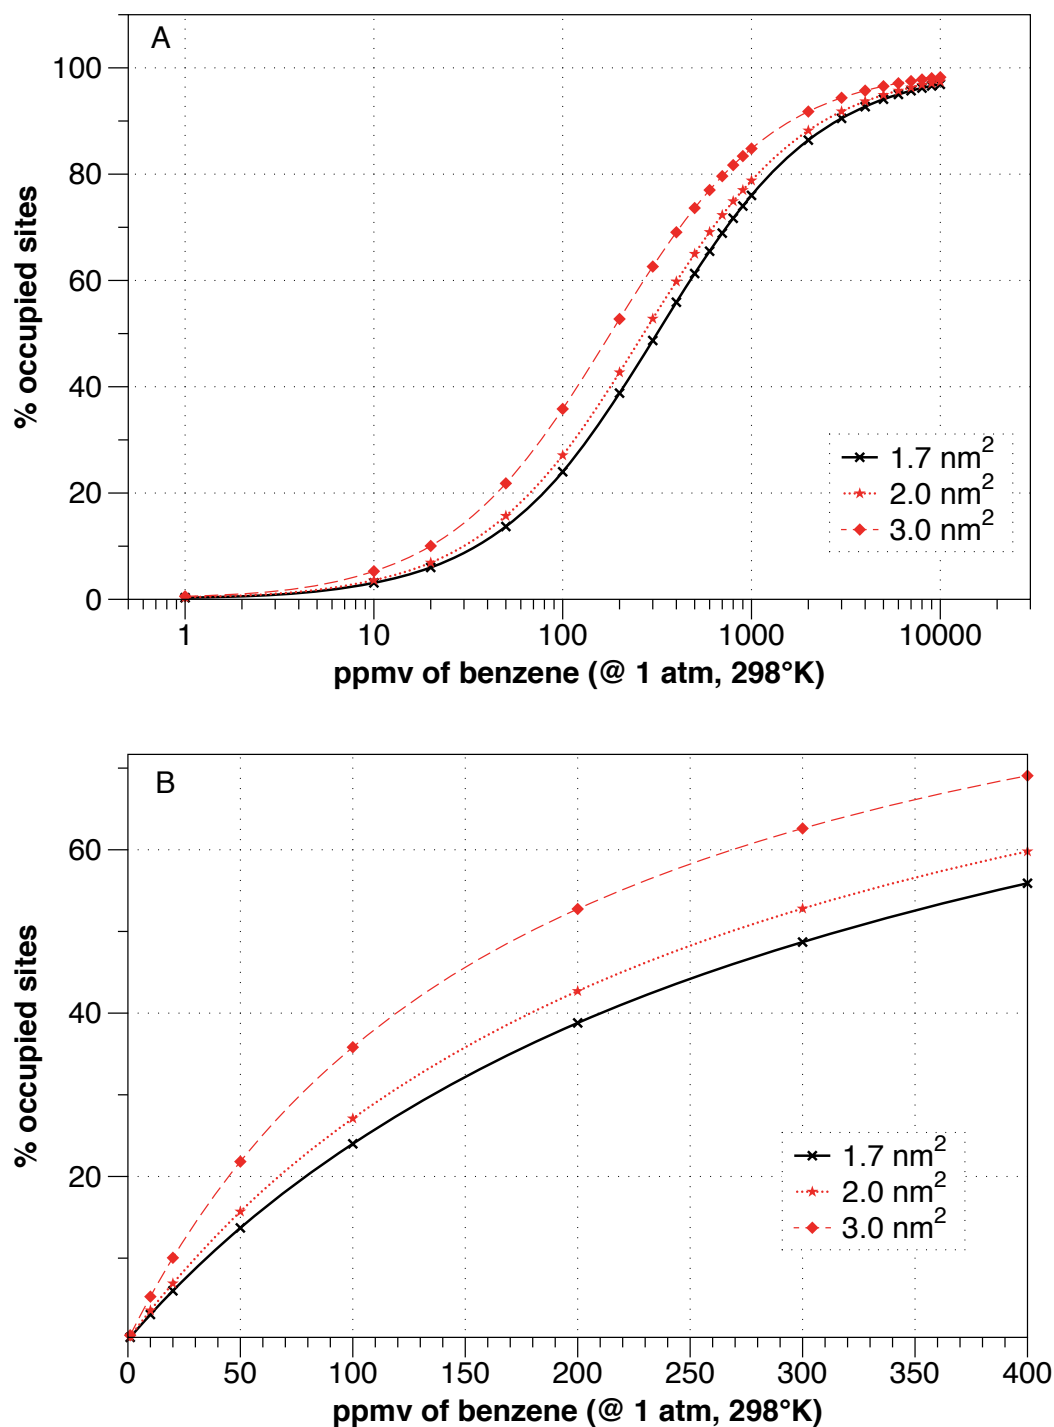 A
100
80
60
40
20
0
% occupied sites
1.7 nm²
2.0 nm²
3.0 nm²
1 10 100 1000 10000
ppmv of benzene (@ 1 atm, 298°K)
B
60
40
20
% occupied sites
1.7 nm²
2.0 nm²
3.0 nm²
0 50 100 150 200 250 300 350 400
ppmv of benzene (@ 1 atm, 298°K)